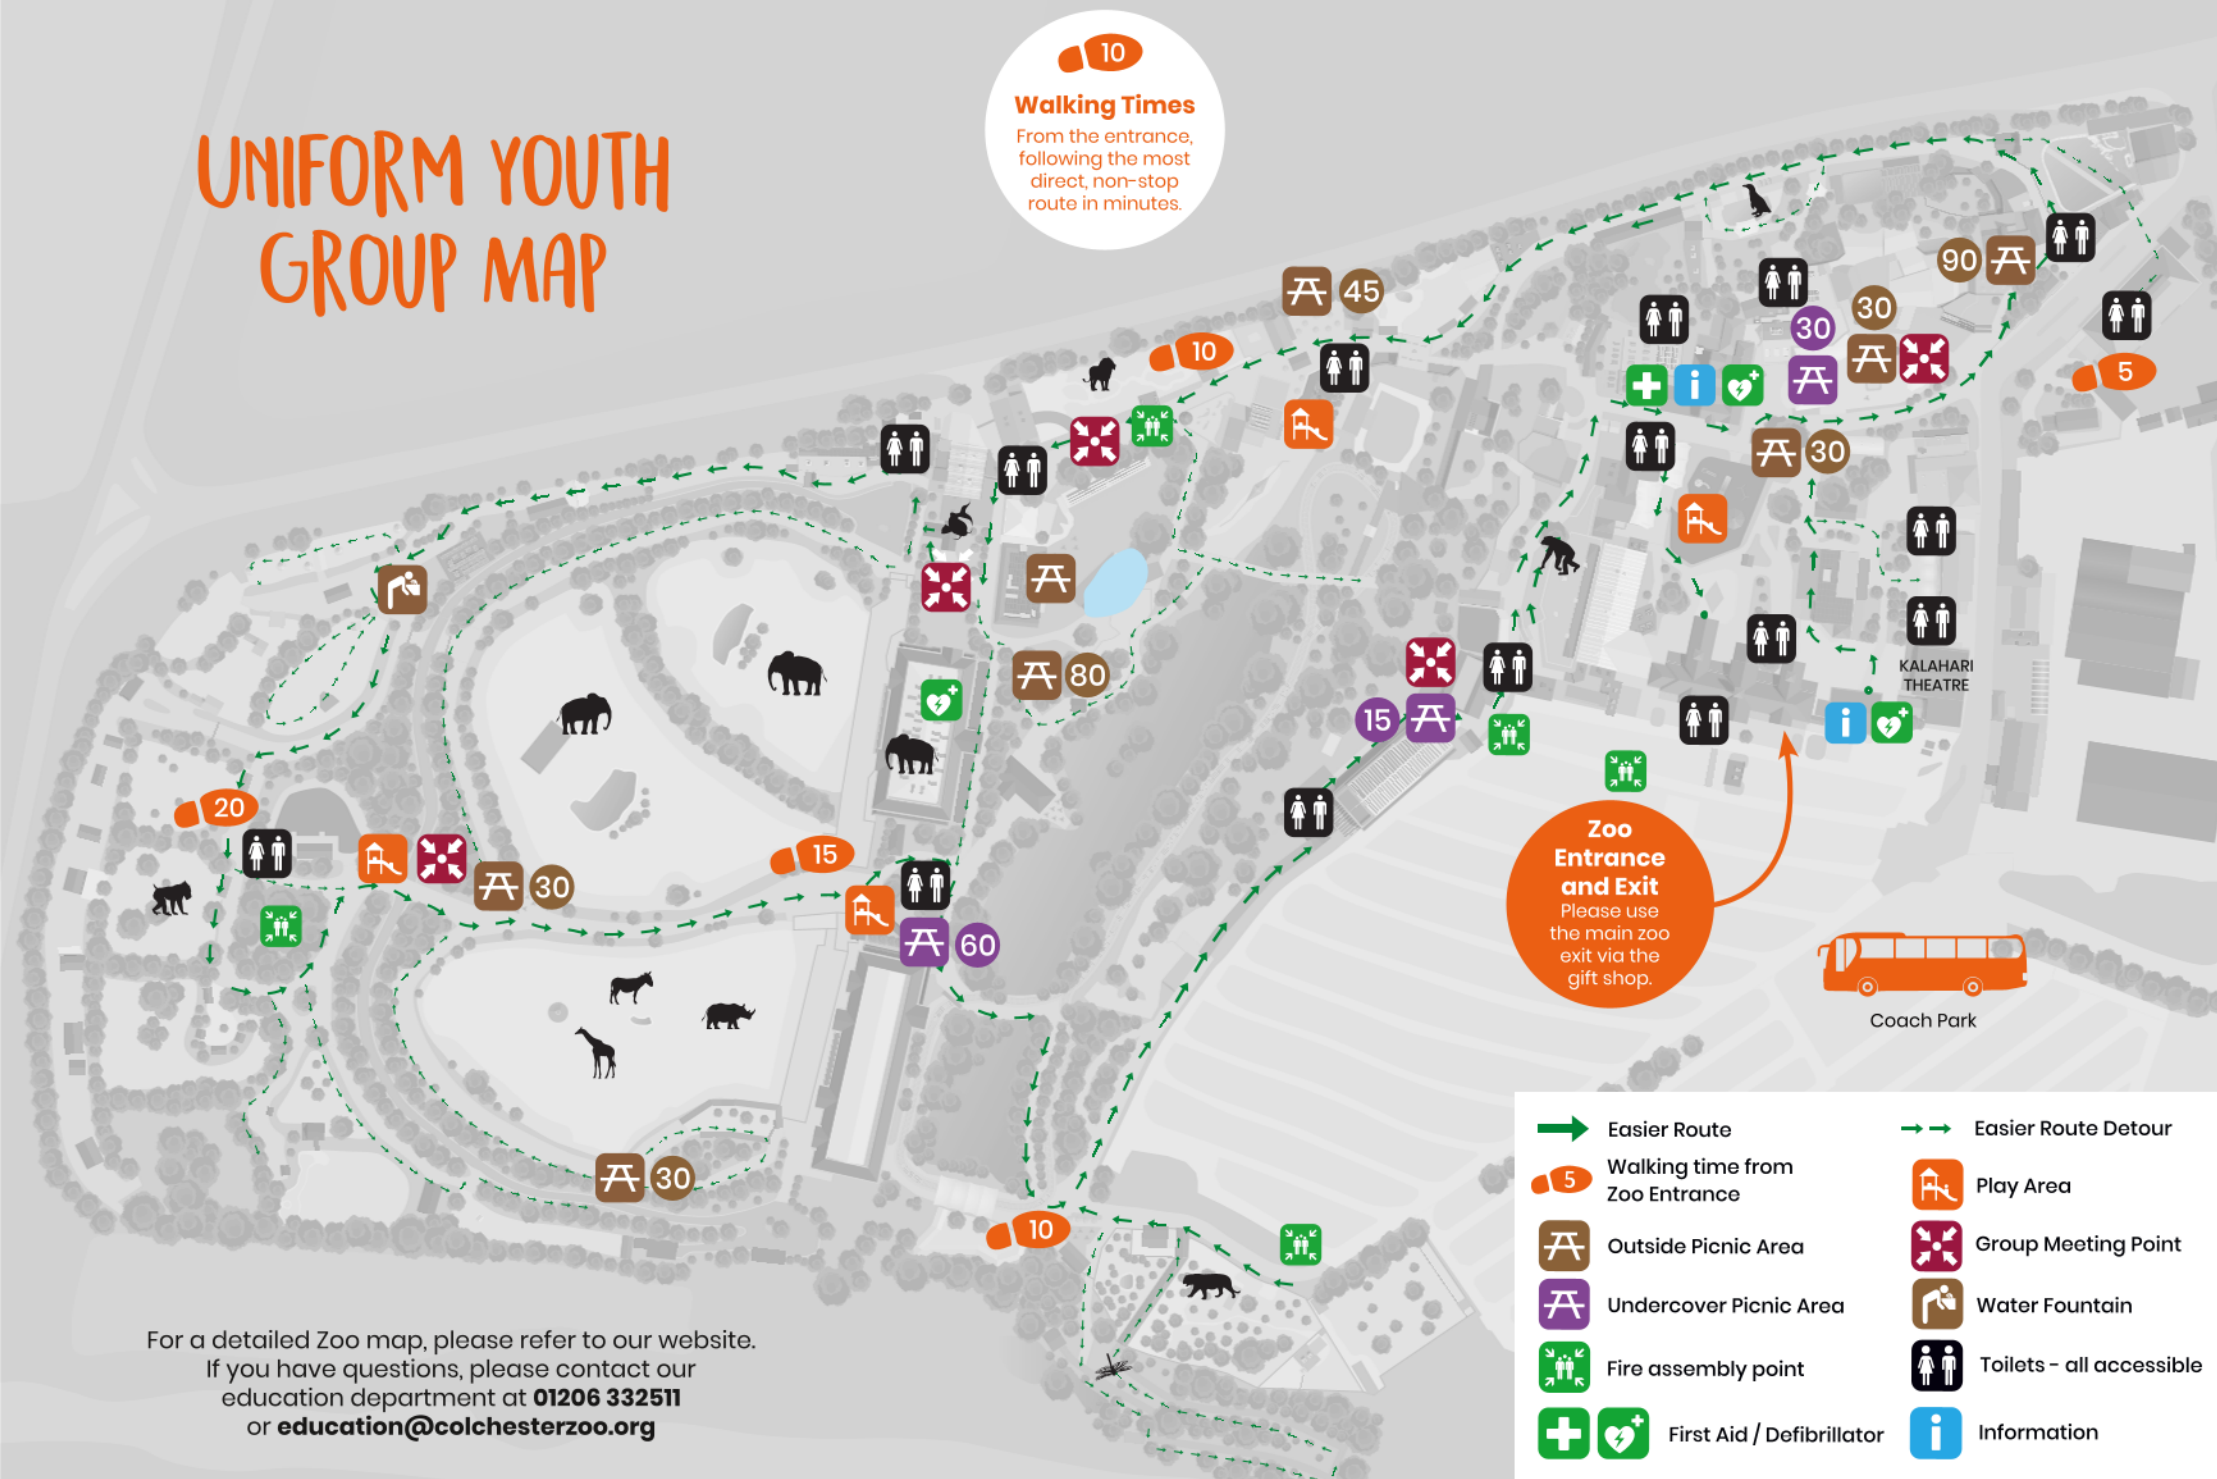 UNIFORM YOUTH
GROUP MAP
10
Walking Times
From the entrance,
following the most
direct, non-stop
route in minutes.
45
10
90
30
30
5
30
80
15
KALAHARI
THEATRE
20
15
30
60
30
10
Zoo
Entrance
and Exit
Please use
the main zoo
exit via the
gift shop.
Coach Park
For a detailed Zoo map, please refer to our website.
If you have questions, please contact our
education department at 01206 332511
or education@colchesterzoo.org
Easier Route
Easier Route Detour
5
Walking time from
Zoo Entrance
Play Area
Outside Picnic Area
Group Meeting Point
Undercover Picnic Area
Water Fountain
Fire assembly point
Toilets - all accessible
First Aid / Defibrillator
Information